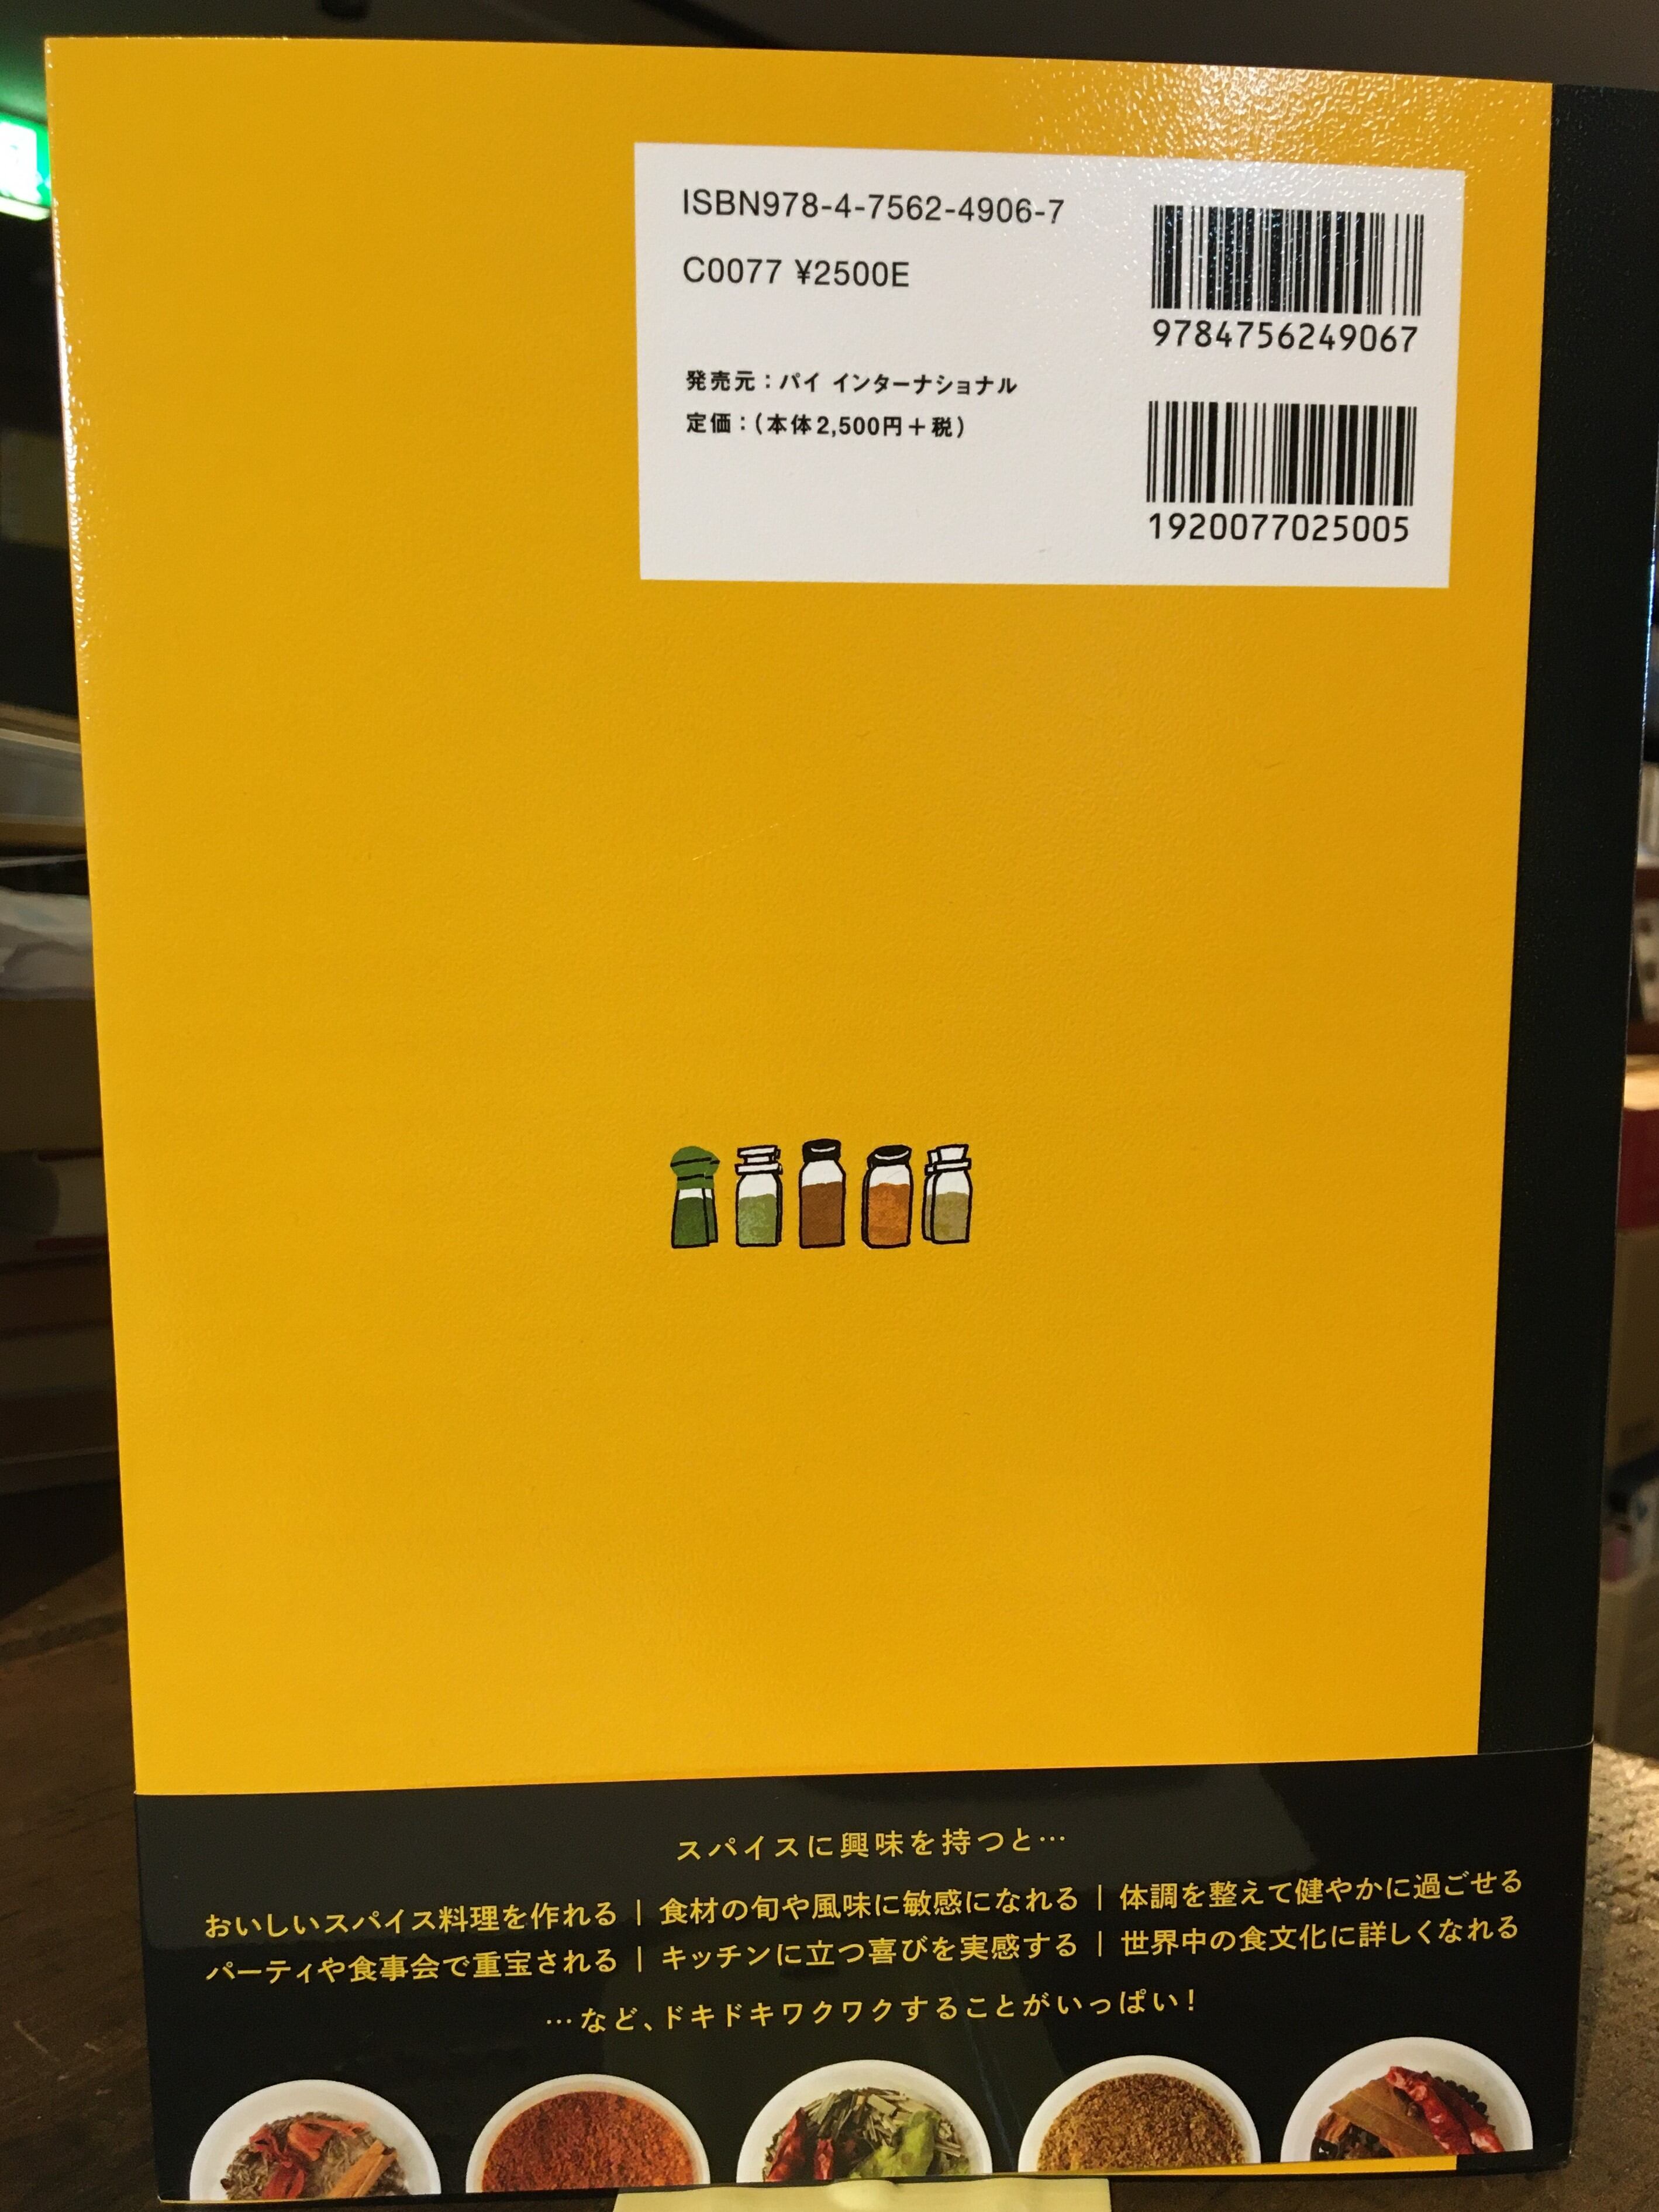 ISBN978-4-7562-4906-7
C0077 ¥2500E
発売元：パイ インターナショナル
定価：（本体2,500円＋税）
9784756249067
1920077025005
スパイスに興味を持つと…
おいしいスパイス料理を作れる｜食材の旬や風味に敏感になれる｜体調を整えて健やかに過ごせる
パーティや食事会で重宝される｜キッチンに立つ喜びを実感する｜世界中の食文化に詳しくなれる
…など、ドキドキワクワクすることがいっぱい！